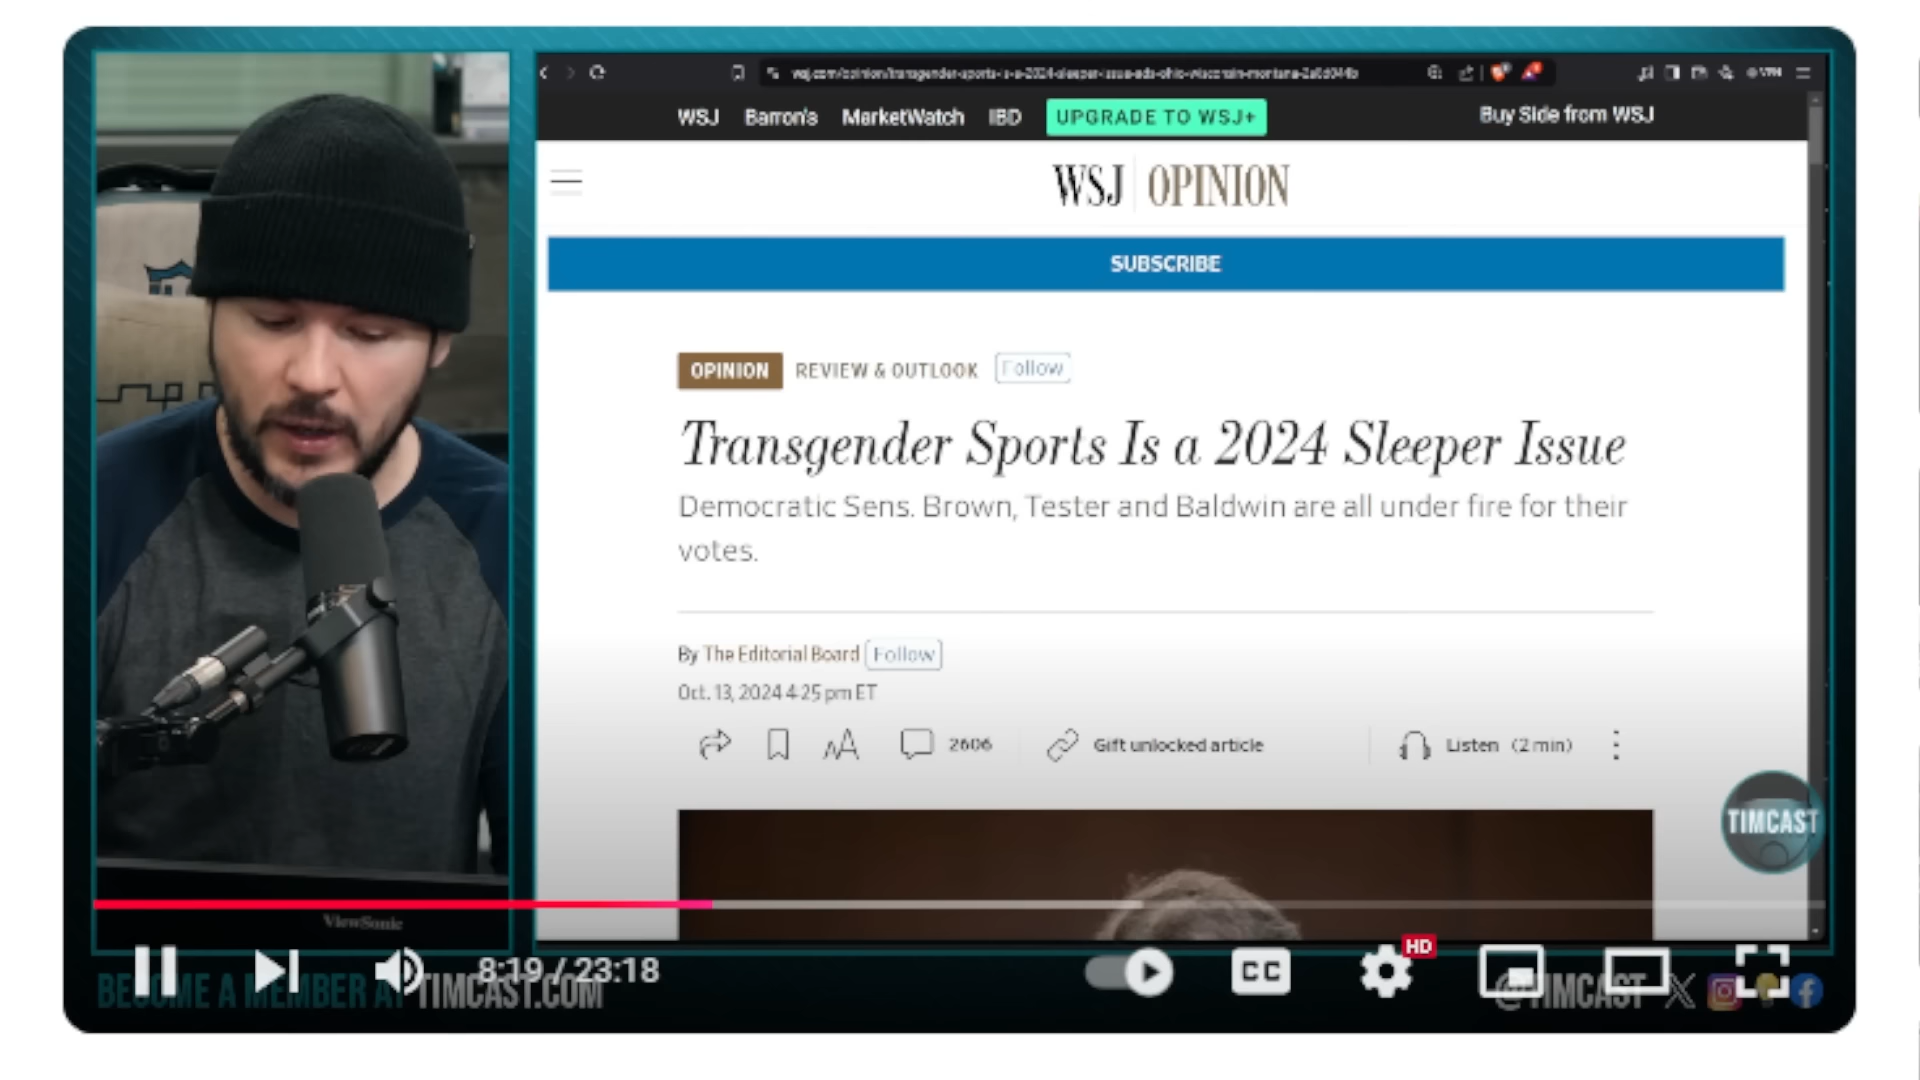 WSJ Barron's MarketWatch IBD UPGRADE TO WSJ+ Buy Side from WSJ
WSJ OPINION
SUBSCRIBE
OPINION REVIEW & OUTLOOK Follow
Transgender Sports Is a 2024 Sleeper Issue
Democratic Sens. Brown, Tester and Baldwin are all under fire for their
votes.
By The Editorial Board Follow
Oct. 13, 2024 4:25 pm ET
2606 Gift unlocked article Listen (2 min)
TIMCAST
ViewSonic
HD
8:19 / 23:18 CC
BECOME A MEMBER AT TIMCAST.COM @TIMCAST